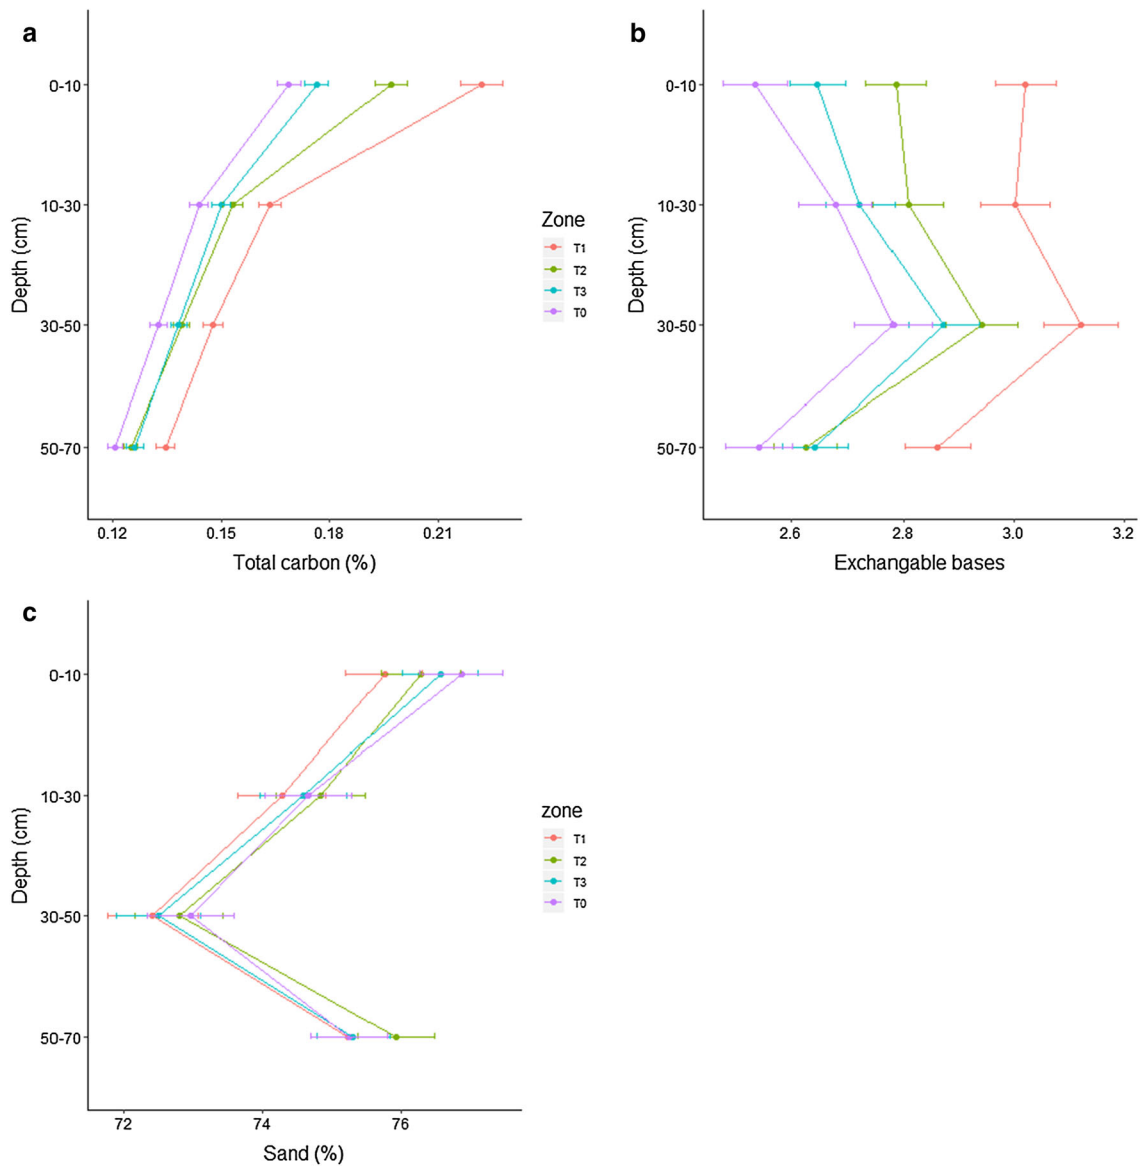 a
0-10
10-30
30-50
50-70
Depth (cm)
0.12 0.15 0.18 0.21
Total carbon (%)
Zone
T1
T2
T3
T0
b
0-10
10-30
30-50
50-70
Depth (cm)
2.6 2.8 3.0 3.2
Exchangable bases
c
0-10
10-30
30-50
50-70
Depth (cm)
72 74 76
Sand (%)
zone
T1
T2
T3
T0